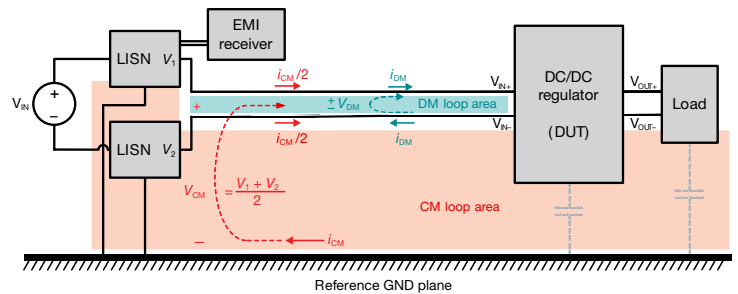 EMI
receiver
LISN V₁
i_CM/2
i_DM
V_IN+
DC/DC
regulator
(DUT)
V_OUT+
Load
V_IN
+
−
+
± V_DM
DM loop area
V_IN−
V_OUT−
LISN V₂
i_CM/2
i_DM
V_CM = V₁ + V₂
2
CM loop area
−
i_CM
Reference GND plane